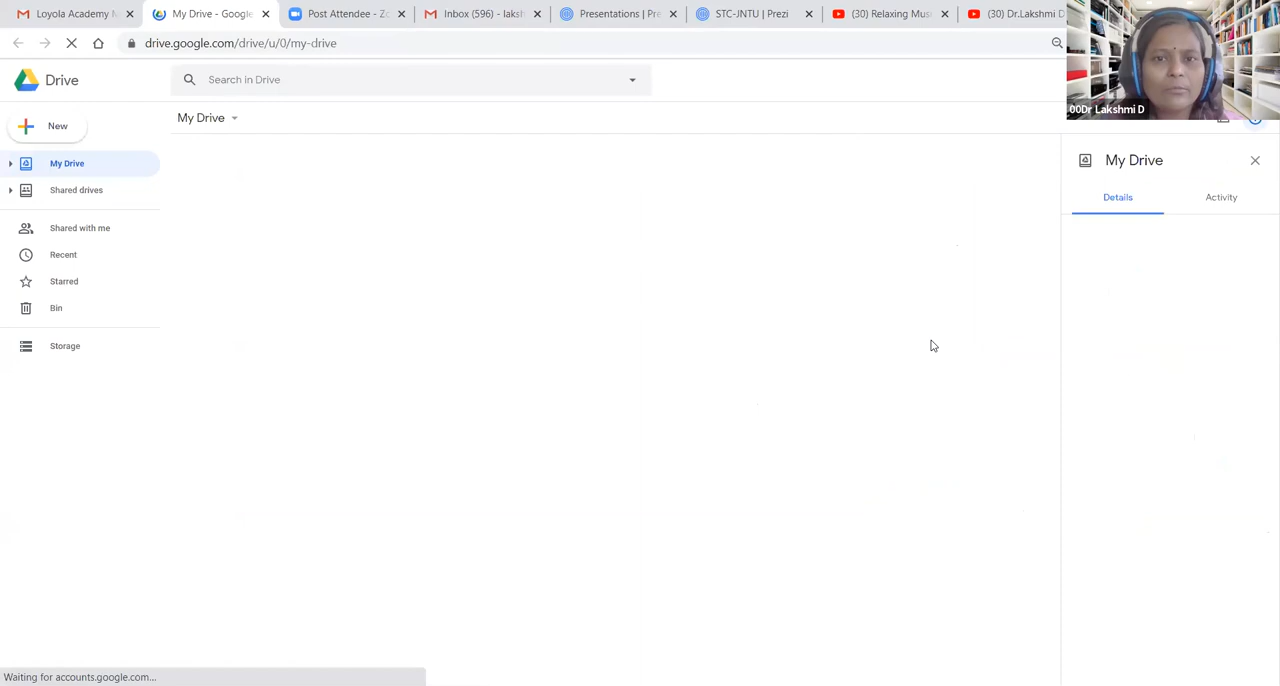 Loyola Academy N
My Drive - Google
Post Attendee - Zo
Inbox (596) - laksh
Presentations | Pre
STC-JNTU | Prezi
(30) Relaxing Mus
(30) Dr.Lakshmi D
drive.google.com/drive/u/0/my-drive
Drive
Search in Drive
00Dr Lakshmi D
My Drive
New
My Drive
Details
Activity
My Drive
Shared drives
Shared with me
Recent
Starred
Bin
Storage
Waiting for accounts.google.com...